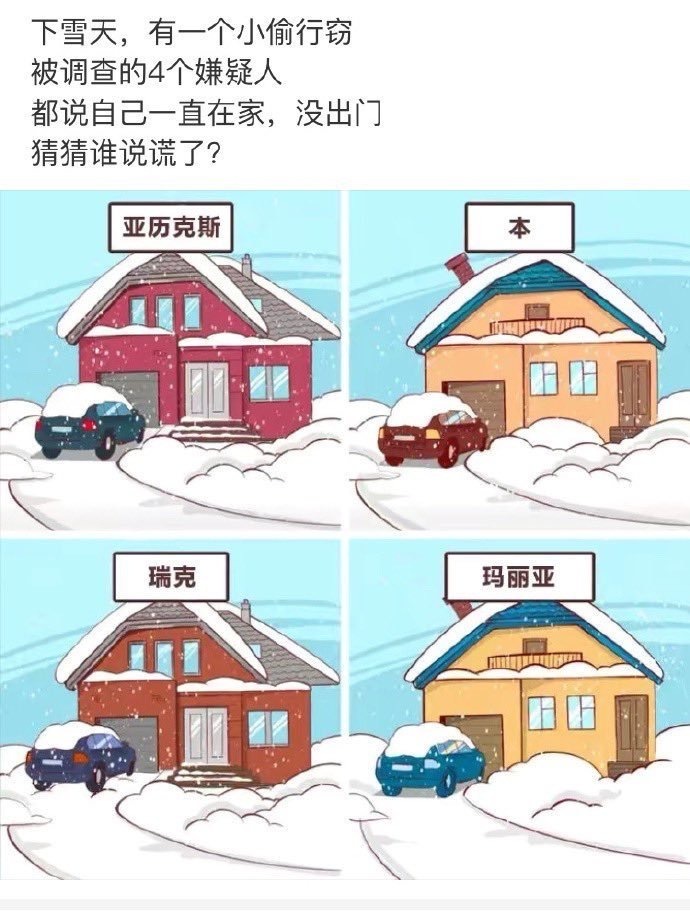 下雪天，有一个小偷行窃
被调查的4个嫌疑人
都说自己一直在家，没出门
猜猜谁说谎了？
亚历克斯
本
瑞克
玛丽亚